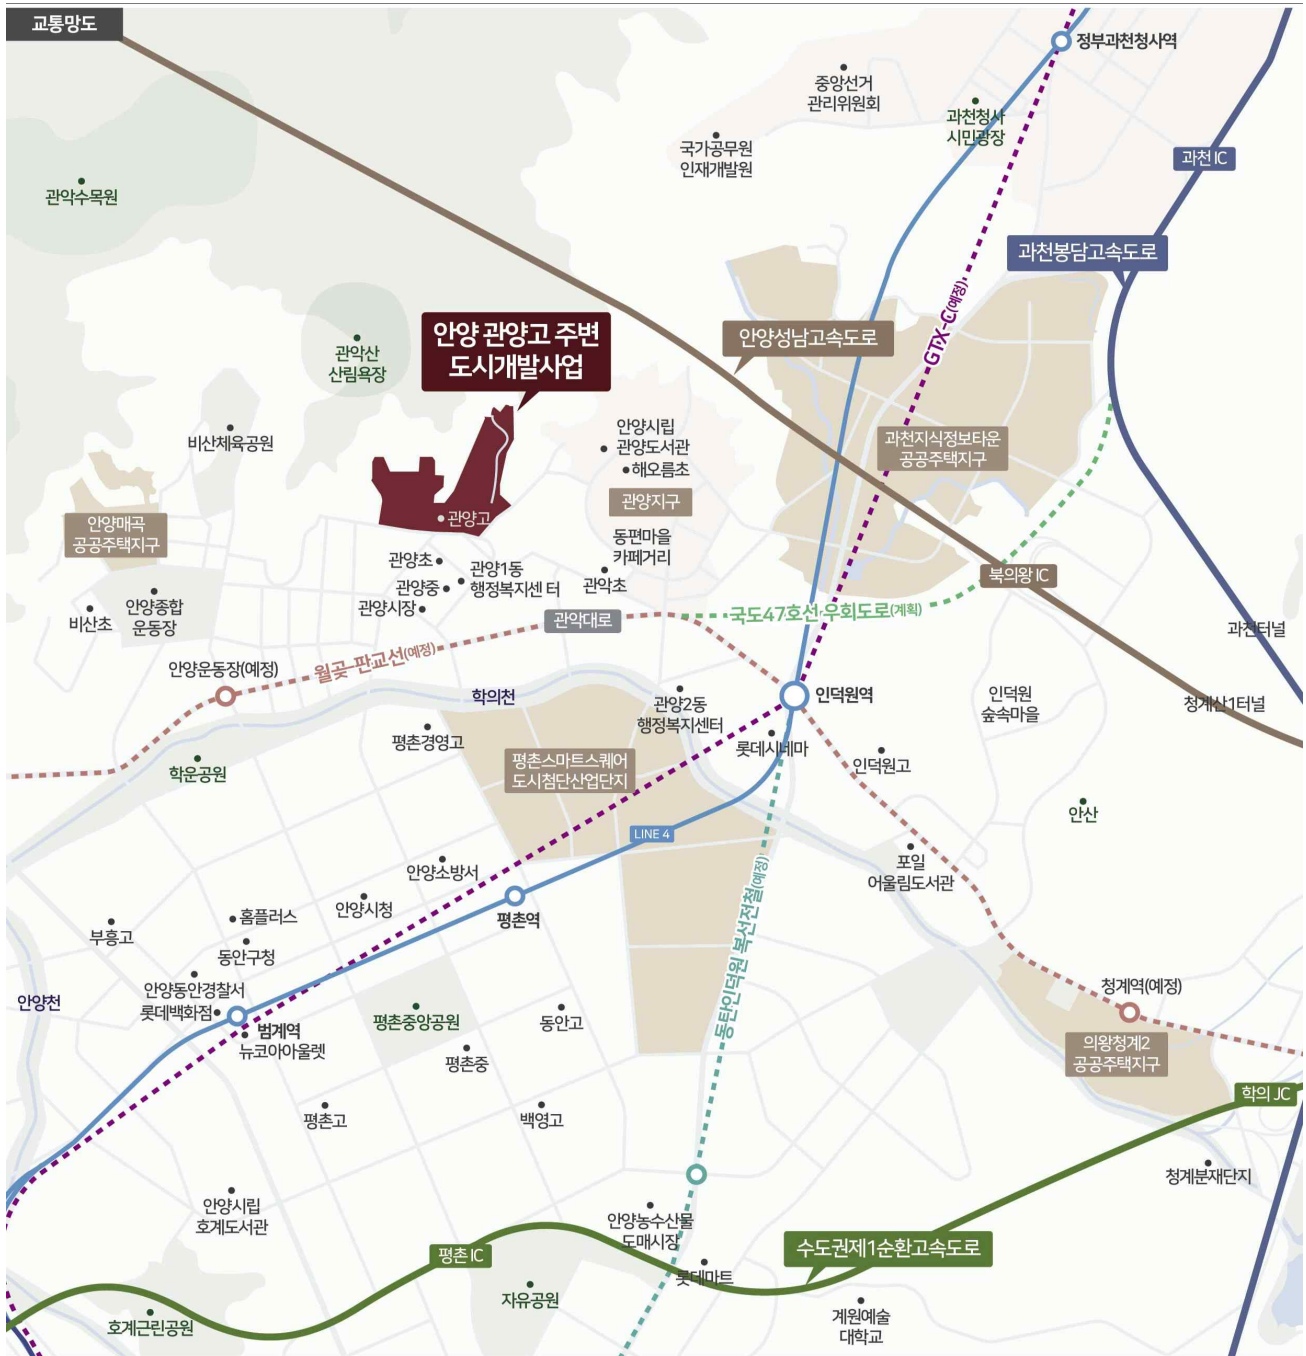 교통망도
정부과천청사역
중앙선거
관리위원회
과천청사
시민광장
국가공무원
인재개발원
과천 IC
관악수목원
과천봉담고속도로
GTX-C(예정)
안양 관양고 주변
도시개발사업
안양성남고속도로
관악산
산림욕장
비산체육공원
안양시립
관양도서관
해오름초
과천지식정보타운
공공주택지구
관양지구
관양고
안양매곡
공공주택지구
동편마을
카페거리
관양초
관양1동
행정복지센 터
관양중
관악초
북의왕 IC
관양시장
안양종합
운동장
비산초
관악대로
국도47호선 우회도로(계획)
과천터널
월곶-판교선(예정)
안양운동장(예정)
학의천
관양2동
행정복지센터
인덕원역
인덕원
숲속마을
청계산1터널
평촌경영고
롯데시네마
평촌스마트스퀘어
도시첨단산업단지
인덕원고
학운공원
안산
LINE 4
포일
어울림도서관
안양소방서
동탄인덕원 복선전철(예정)
안양시청
평촌역
홈플러스
부흥고
동안구청
안양동안경찰서
청계역(예정)
안양천
롯데백화점
범계역
뉴코아아울렛
평촌중앙공원
동안고
의왕청계2
공공주택지구
평촌중
학의 JC
평촌고
백영고
청계분재단지
안양시립
호계도서관
안양농수산물
도매시장
평촌 IC
수도권제1순환고속도로
롯데마트
자유공원
호계근린공원
계원예술
대학교